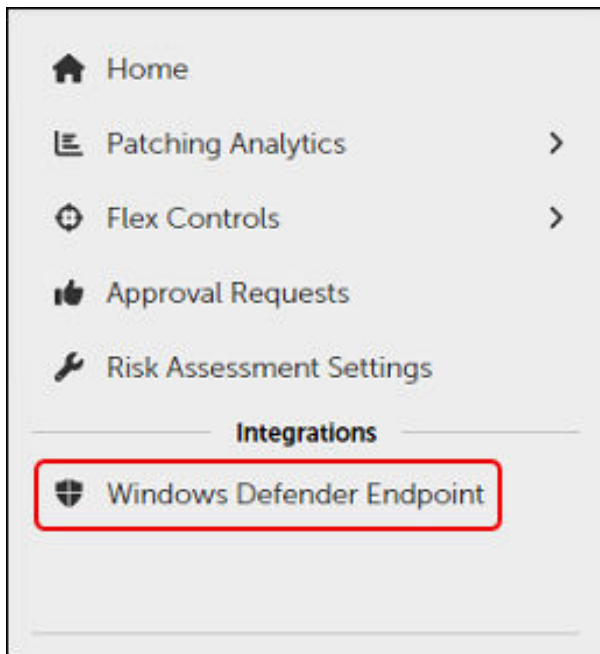 Home
Patching Analytics
Flex Controls
Approval Requests
Risk Assessment Settings
Integrations
Windows Defender Endpoint